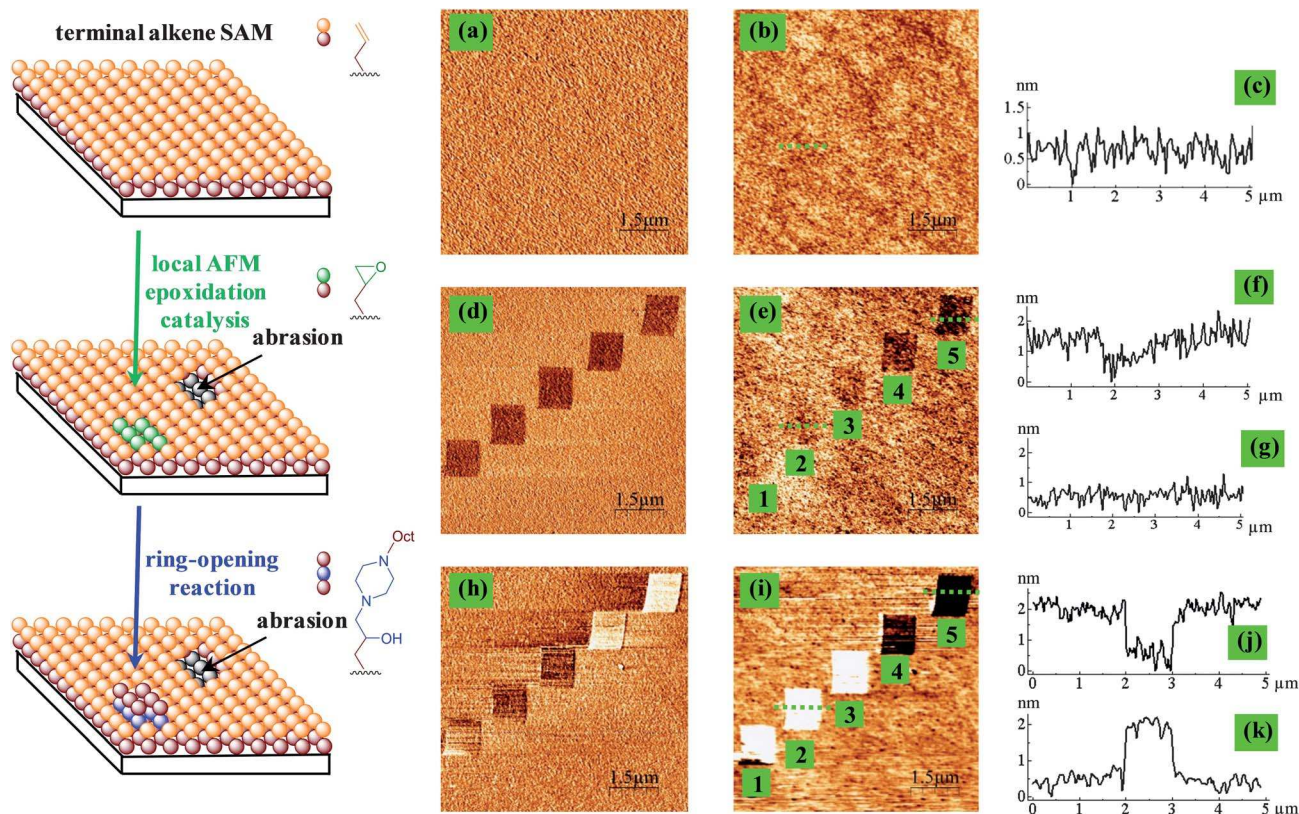 terminal alkene SAM
local AFM
epoxidation
catalysis
O
abrasion
ring-opening
reaction
Oct
N
N
OH
abrasion
(a)
1.5µm
(b)
1.5µm
(c)
nm
1.5
1
0.5
0
1 2 3 4 5 µm
(d)
1.5µm
(e)
1 2 3 4 5
1.5µm
(f)
nm
2
1
0
0 1 2 3 4 5 µm
(g)
nm
2
1
0
0 1 2 3 4 5 µm
(h)
1.5µm
(i)
1 2 3 4 5
1.5µm
(j)
nm
2
1
0
0 1 2 3 4 5 µm
(k)
nm
2
1
0
0 1 2 3 4 5 µm